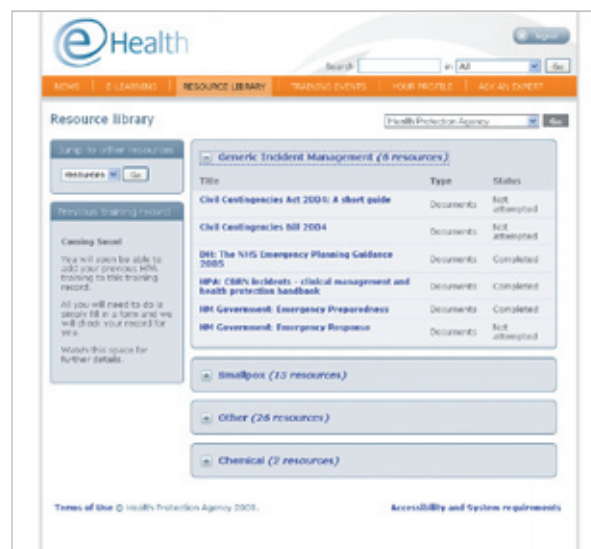 eHealth
logout
Search in All Go
NEWS E-LEARNING RESOURCE LIBRARY TRAINING EVENTS YOUR PROFILE ASK AN EXPERT
Resource library
Health Protection Agency Go
Jump to other resources
resources Go
Previous training record
Coming Soon!
You will soon be able to
add your previous HPA
training to this training
record.
All you will need to do is
simply fill in a form and we
will check your record for
you.
Watch this space for
further details.
Generic Incident Management (6 resources)
Title Type Status
Civil Contingencies Act 2004: A short guide Documents Not
attempted
Civil Contingencies Bill 2004 Documents Not
attempted
DH: The NHS Emergency Planning Guidance
2005 Documents Completed
HPA: CBRN incidents - clinical management and
health protection handbook Documents Completed
HM Government: Emergency Preparedness Documents Completed
HM Government: Emergency Response Documents Not
attempted
Smallpox (15 resources)
Other (26 resources)
Chemical (2 resources)
Terms of Use © Health Protection Agency 2008.
Accessibility and System requirements